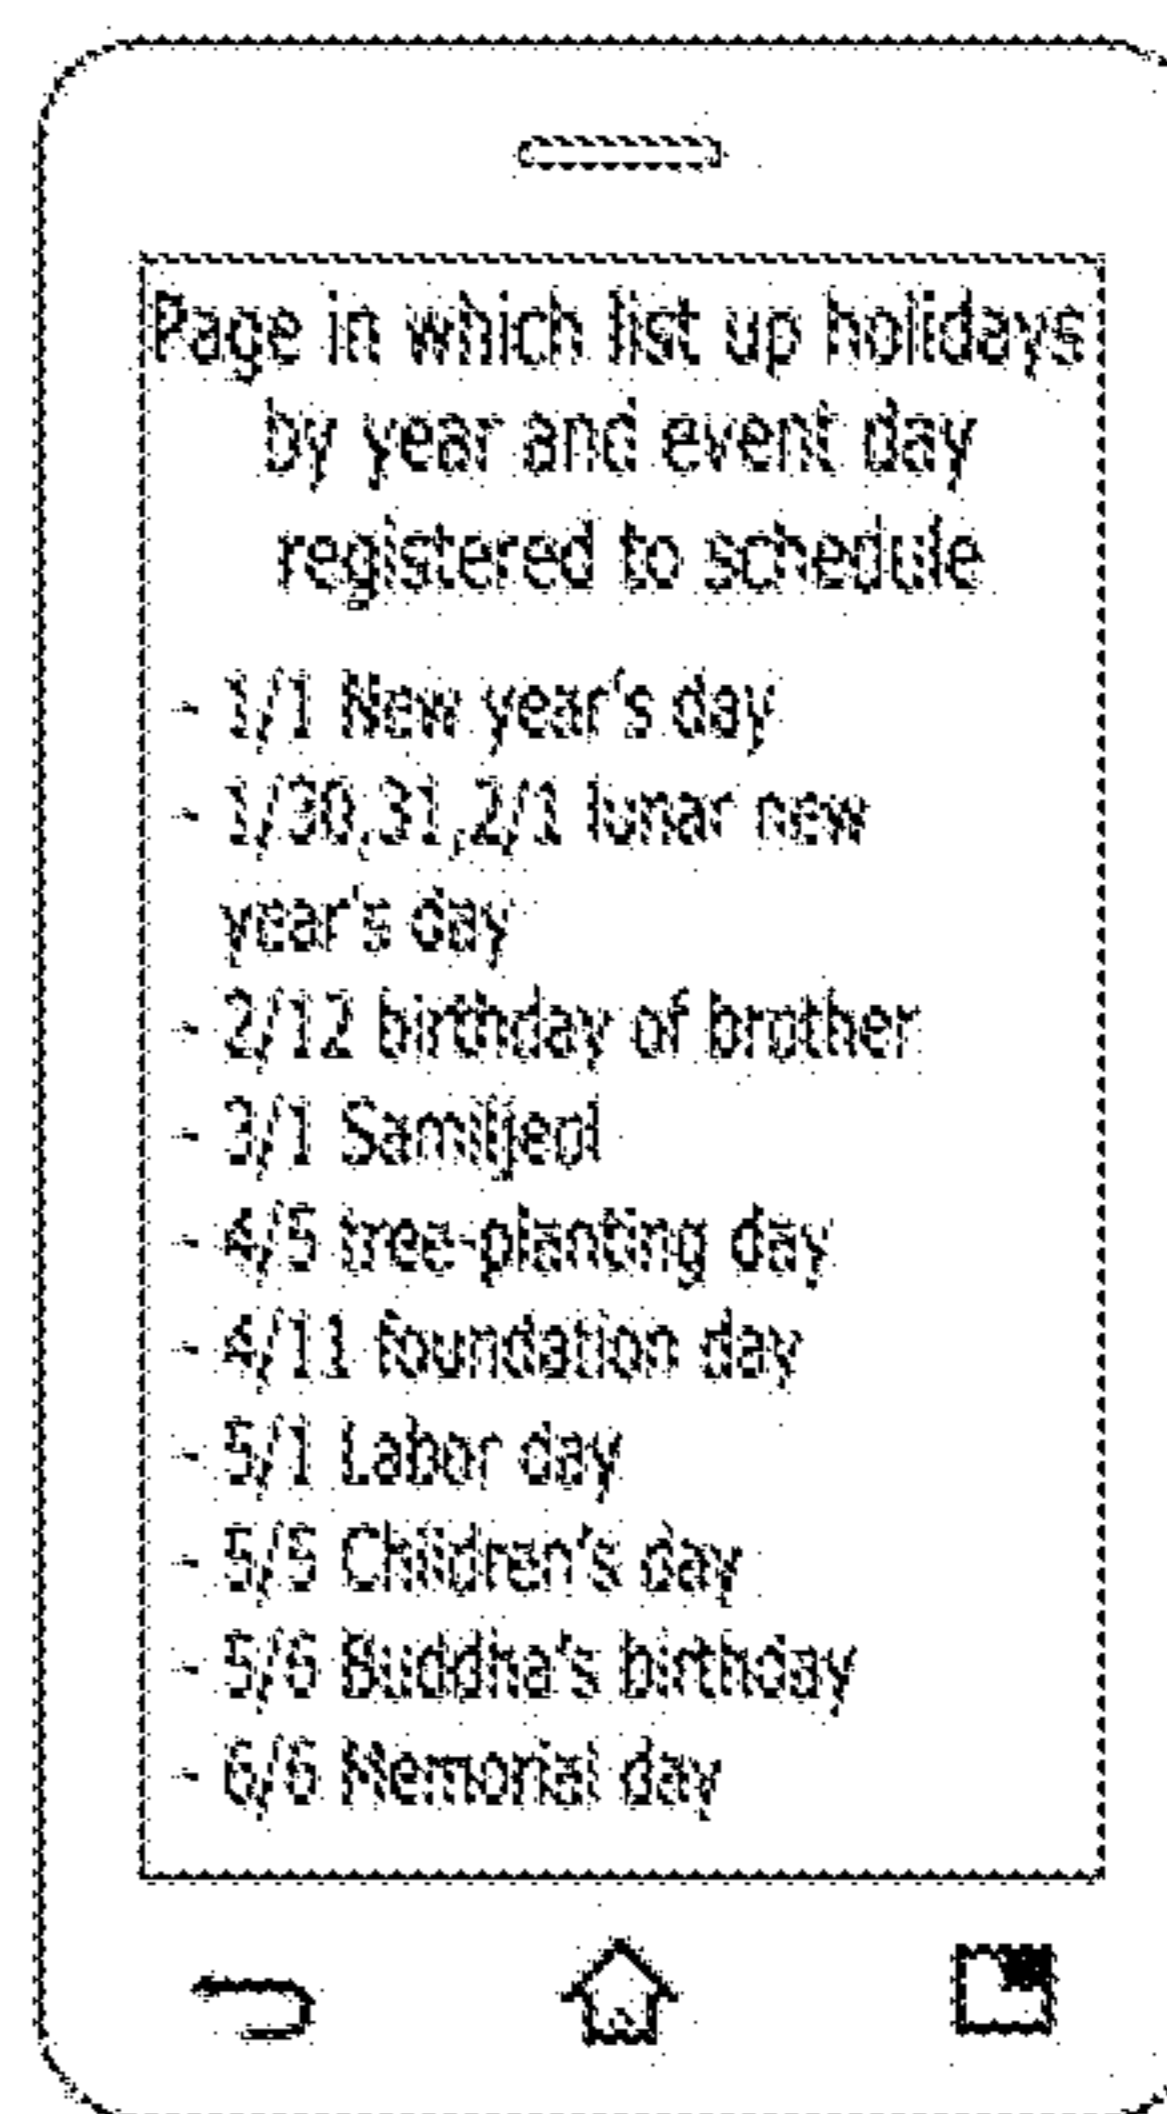 Page in which list up holidays
by year and event day
registered to schedule
- 1/1 New year's day
- 1/30,31,2/1 lunar new
year's day
- 2/12 birthday of brother
- 3/1 Samiljeol
- 4/5 tree-planting day
- 4/11 foundation day
- 5/1 Labor day
- 5/5 Children's day
- 5/6 Buddha's birthday
- 6/6 Memorial day